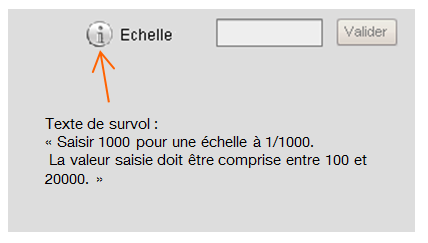 i Echelle Valider
Texte de survol :
« Saisir 1000 pour une échelle à 1/1000.
La valeur saisie doit être comprise entre 100 et
20000. »